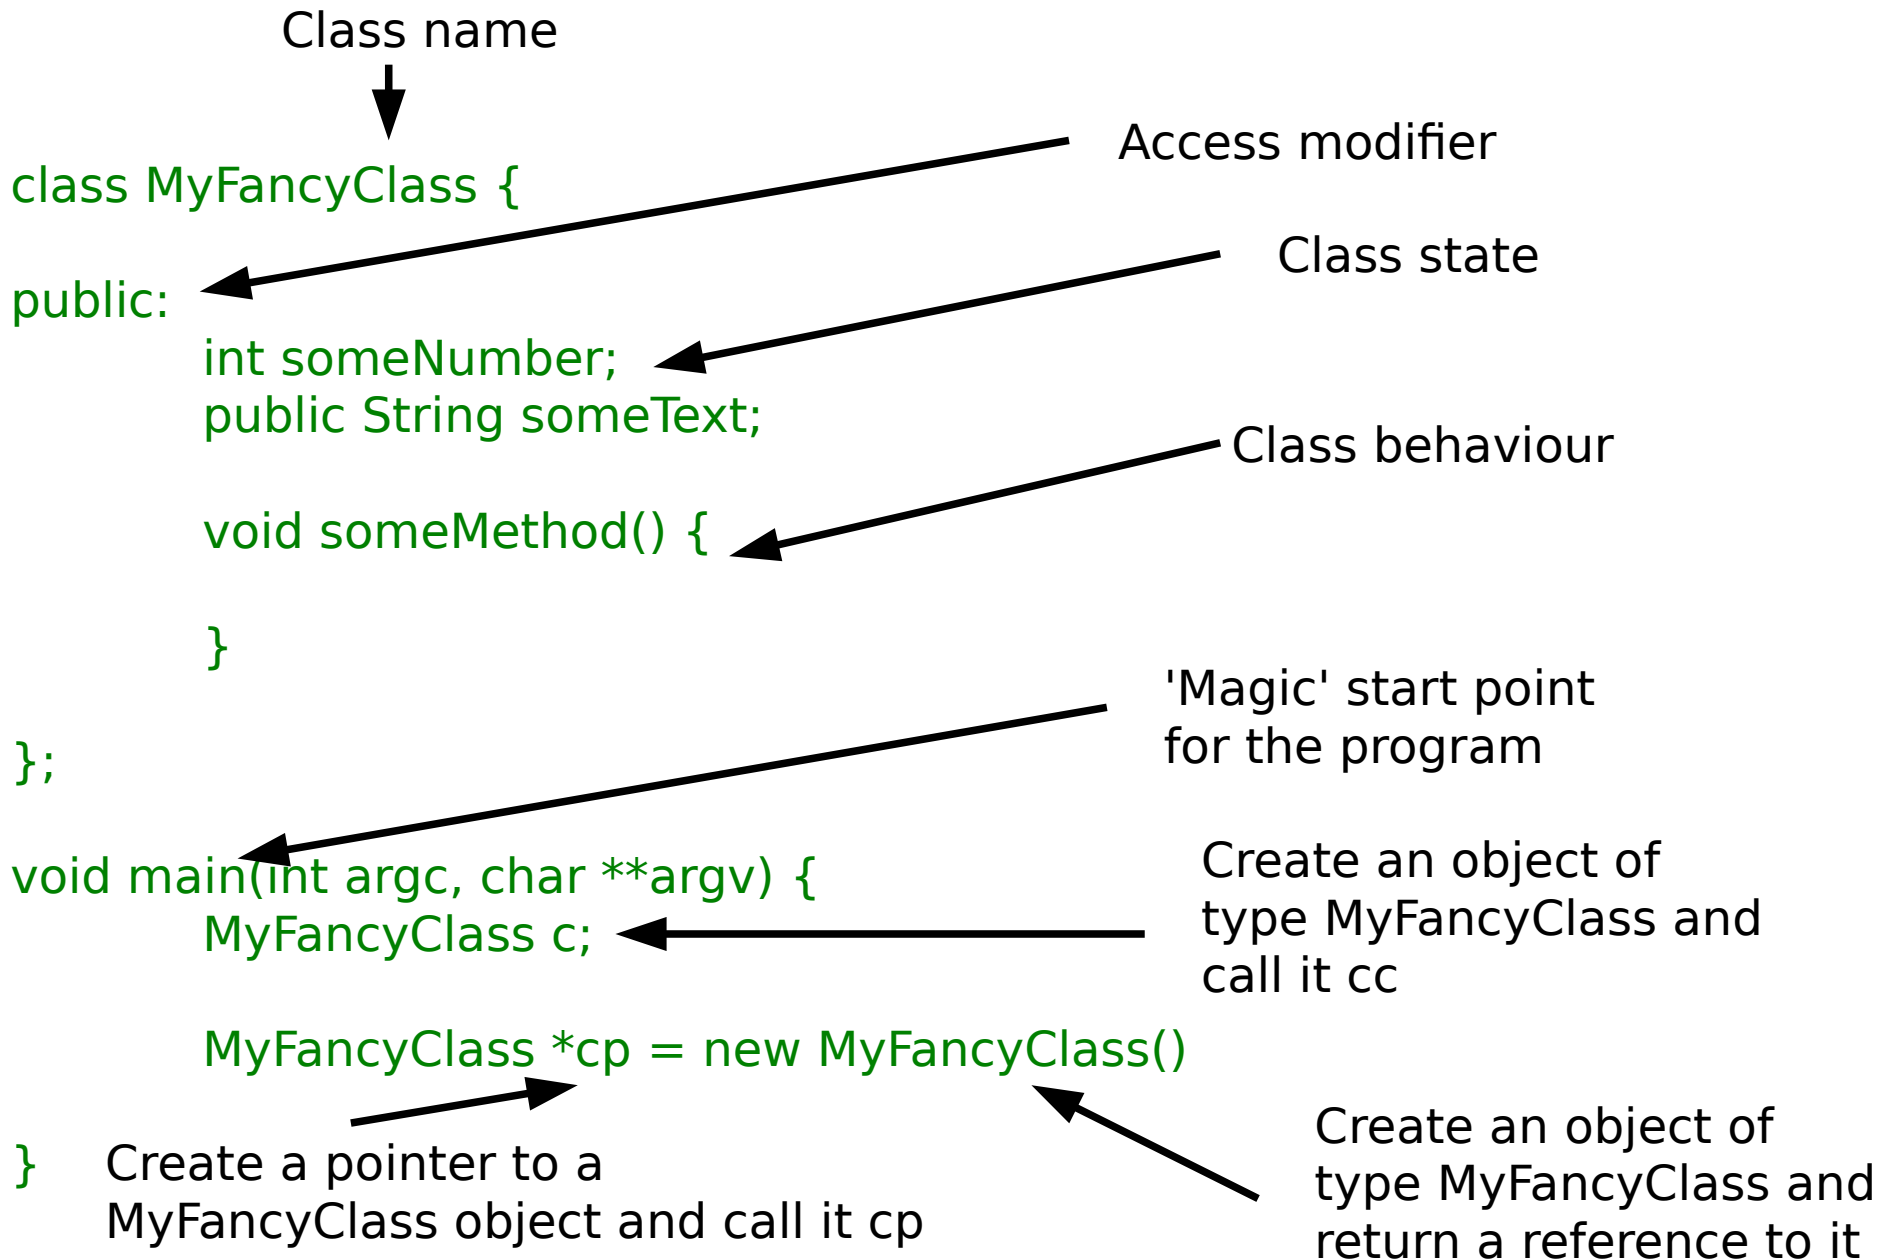 Class name
Access modifier
class MyFancyClass {
Class state
public:
int someNumber;
public String someText;
Class behaviour
void someMethod() {
}
'Magic' start point
for the program
};
void main(int argc, char **argv) {
MyFancyClass c;
Create an object of
type MyFancyClass and
call it cc
MyFancyClass *cp = new MyFancyClass()
}
Create a pointer to a
MyFancyClass object and call it cp
Create an object of
type MyFancyClass and
return a reference to it